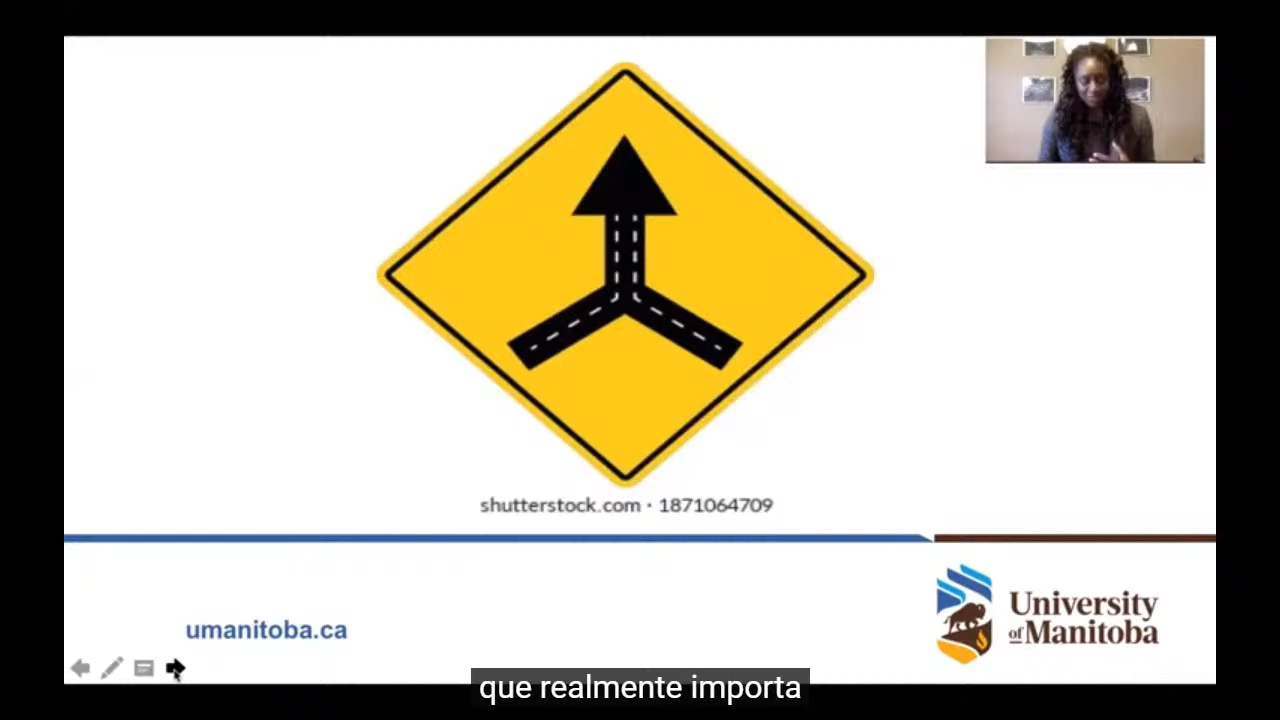 shutterstock.com · 1871064709
umanitoba.ca
University
of Manitoba
que realmente importa